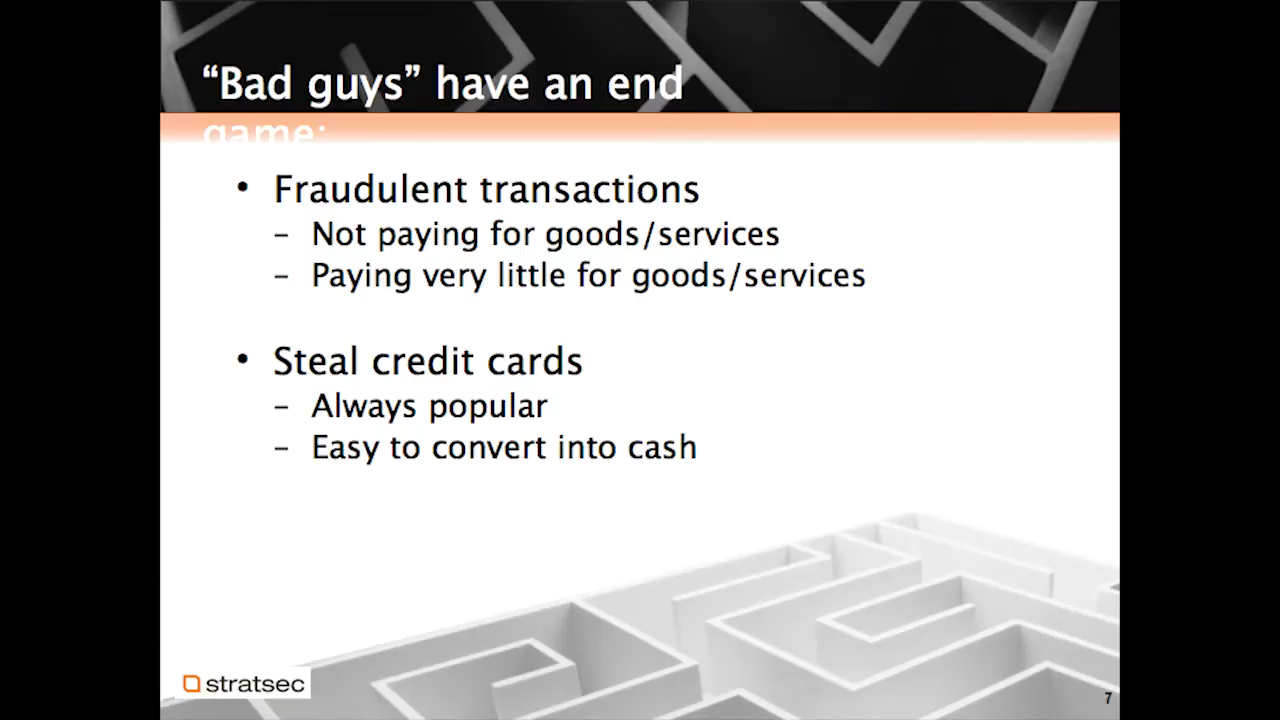 “Bad guys” have an end
game:
• Fraudulent transactions
– Not paying for goods/services
– Paying very little for goods/services
• Steal credit cards
– Always popular
– Easy to convert into cash
stratsec
7